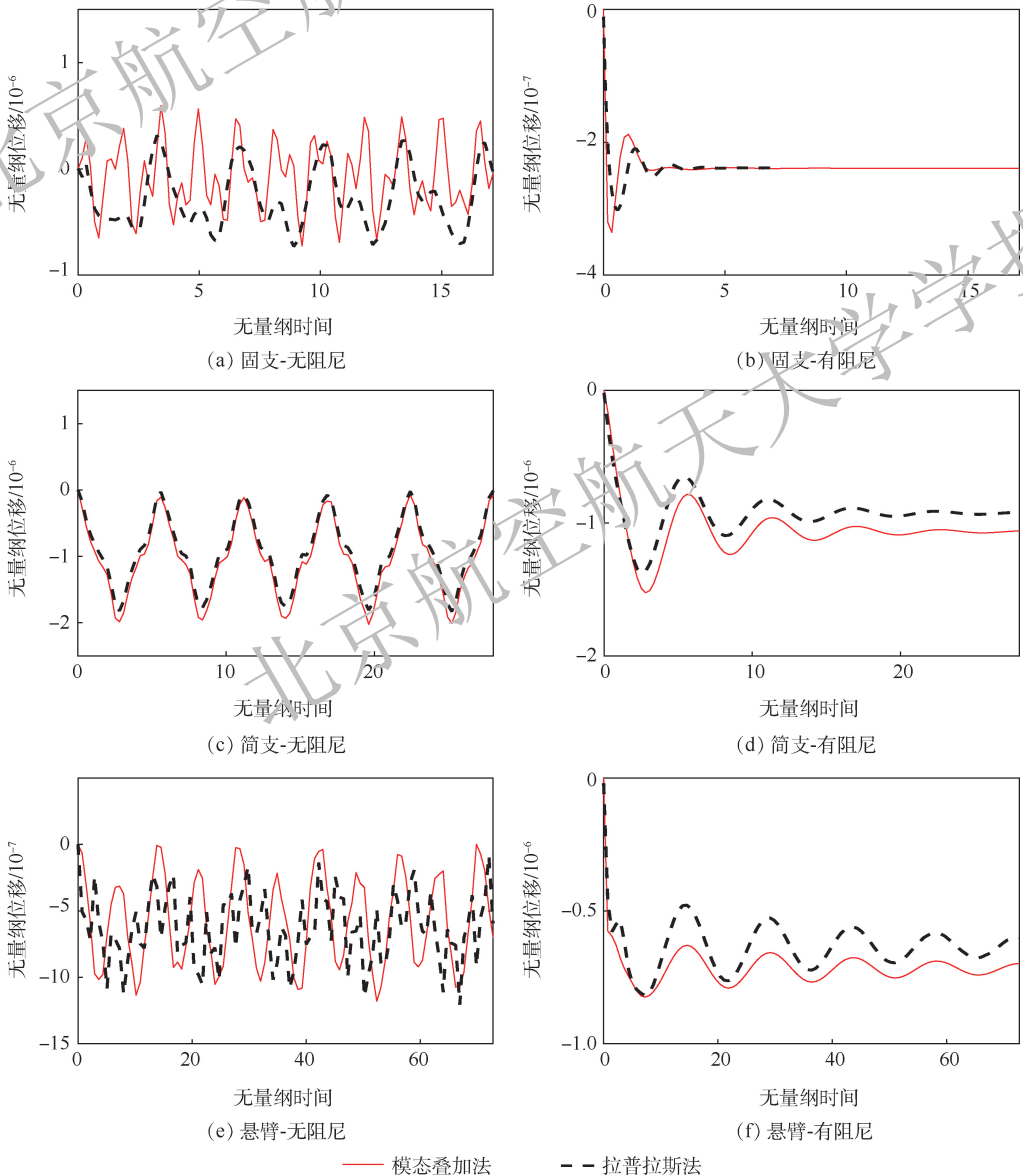 1
0
−1
无量纲位移/10⁻⁶
0 5 10 15
无量纲时间
(a) 固支-无阻尼
0
−2
−4
无量纲位移/10⁻⁷
0 5 10 15
无量纲时间
(b) 固支-有阻尼
1
0
−1
−2
无量纲位移/10⁻⁶
0 10 20
无量纲时间
(c) 简支-无阻尼
0
−1
−2
无量纲位移/10⁻⁶
0 10 20
无量纲时间
(d) 简支-有阻尼
0
−5
−10
−15
无量纲位移/10⁻⁷
0 20 40 60
无量纲时间
(e) 悬臂-无阻尼
0
−0.5
−1.0
无量纲位移/10⁻⁶
0 20 40 60
无量纲时间
(f) 悬臂-有阻尼
模态叠加法 拉普拉斯法
北京航空
北京航空航天大学学报